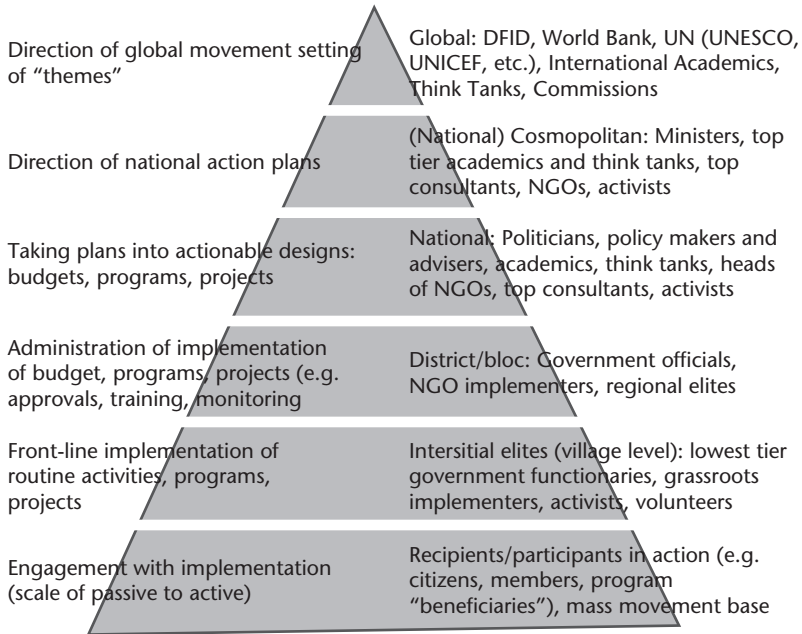 Direction of global movement setting
of “themes”
Global: DFID, World Bank, UN (UNESCO,
UNICEF, etc.), International Academics,
Think Tanks, Commissions
Direction of national action plans
(National) Cosmopolitan: Ministers, top
tier academics and think tanks, top
consultants, NGOs, activists
Taking plans into actionable designs:
budgets, programs, projects
National: Politicians, policy makers and
advisers, academics, think tanks, heads
of NGOs, top consultants, activists
Administration of implementation
of budget, programs, projects (e.g.
approvals, training, monitoring
District/bloc: Government officials,
NGO implementers, regional elites
Front-line implementation of
routine activities, programs,
projects
Intersitial elites (village level): lowest tier
government functionaries, grassroots
implementers, activists, volunteers
Engagement with implementation
(scale of passive to active)
Recipients/participants in action (e.g.
citizens, members, program
“beneficiaries”), mass movement base